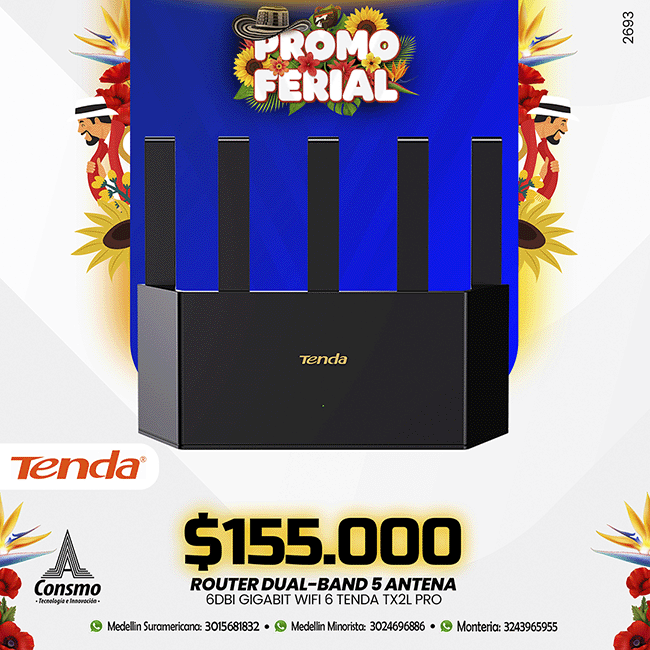 2693
PROMO
FERIAL
Tenda
Tenda®
$155.000
Consmo
• Tecnología e Innovación •
ROUTER DUAL-BAND 5 ANTENA
6DBI GIGABIT WIFI 6 TENDA TX2L PRO
Medellin Suramericana: 3015681832 • Medellin Minorista: 3024696886 • Monteria: 3243965955